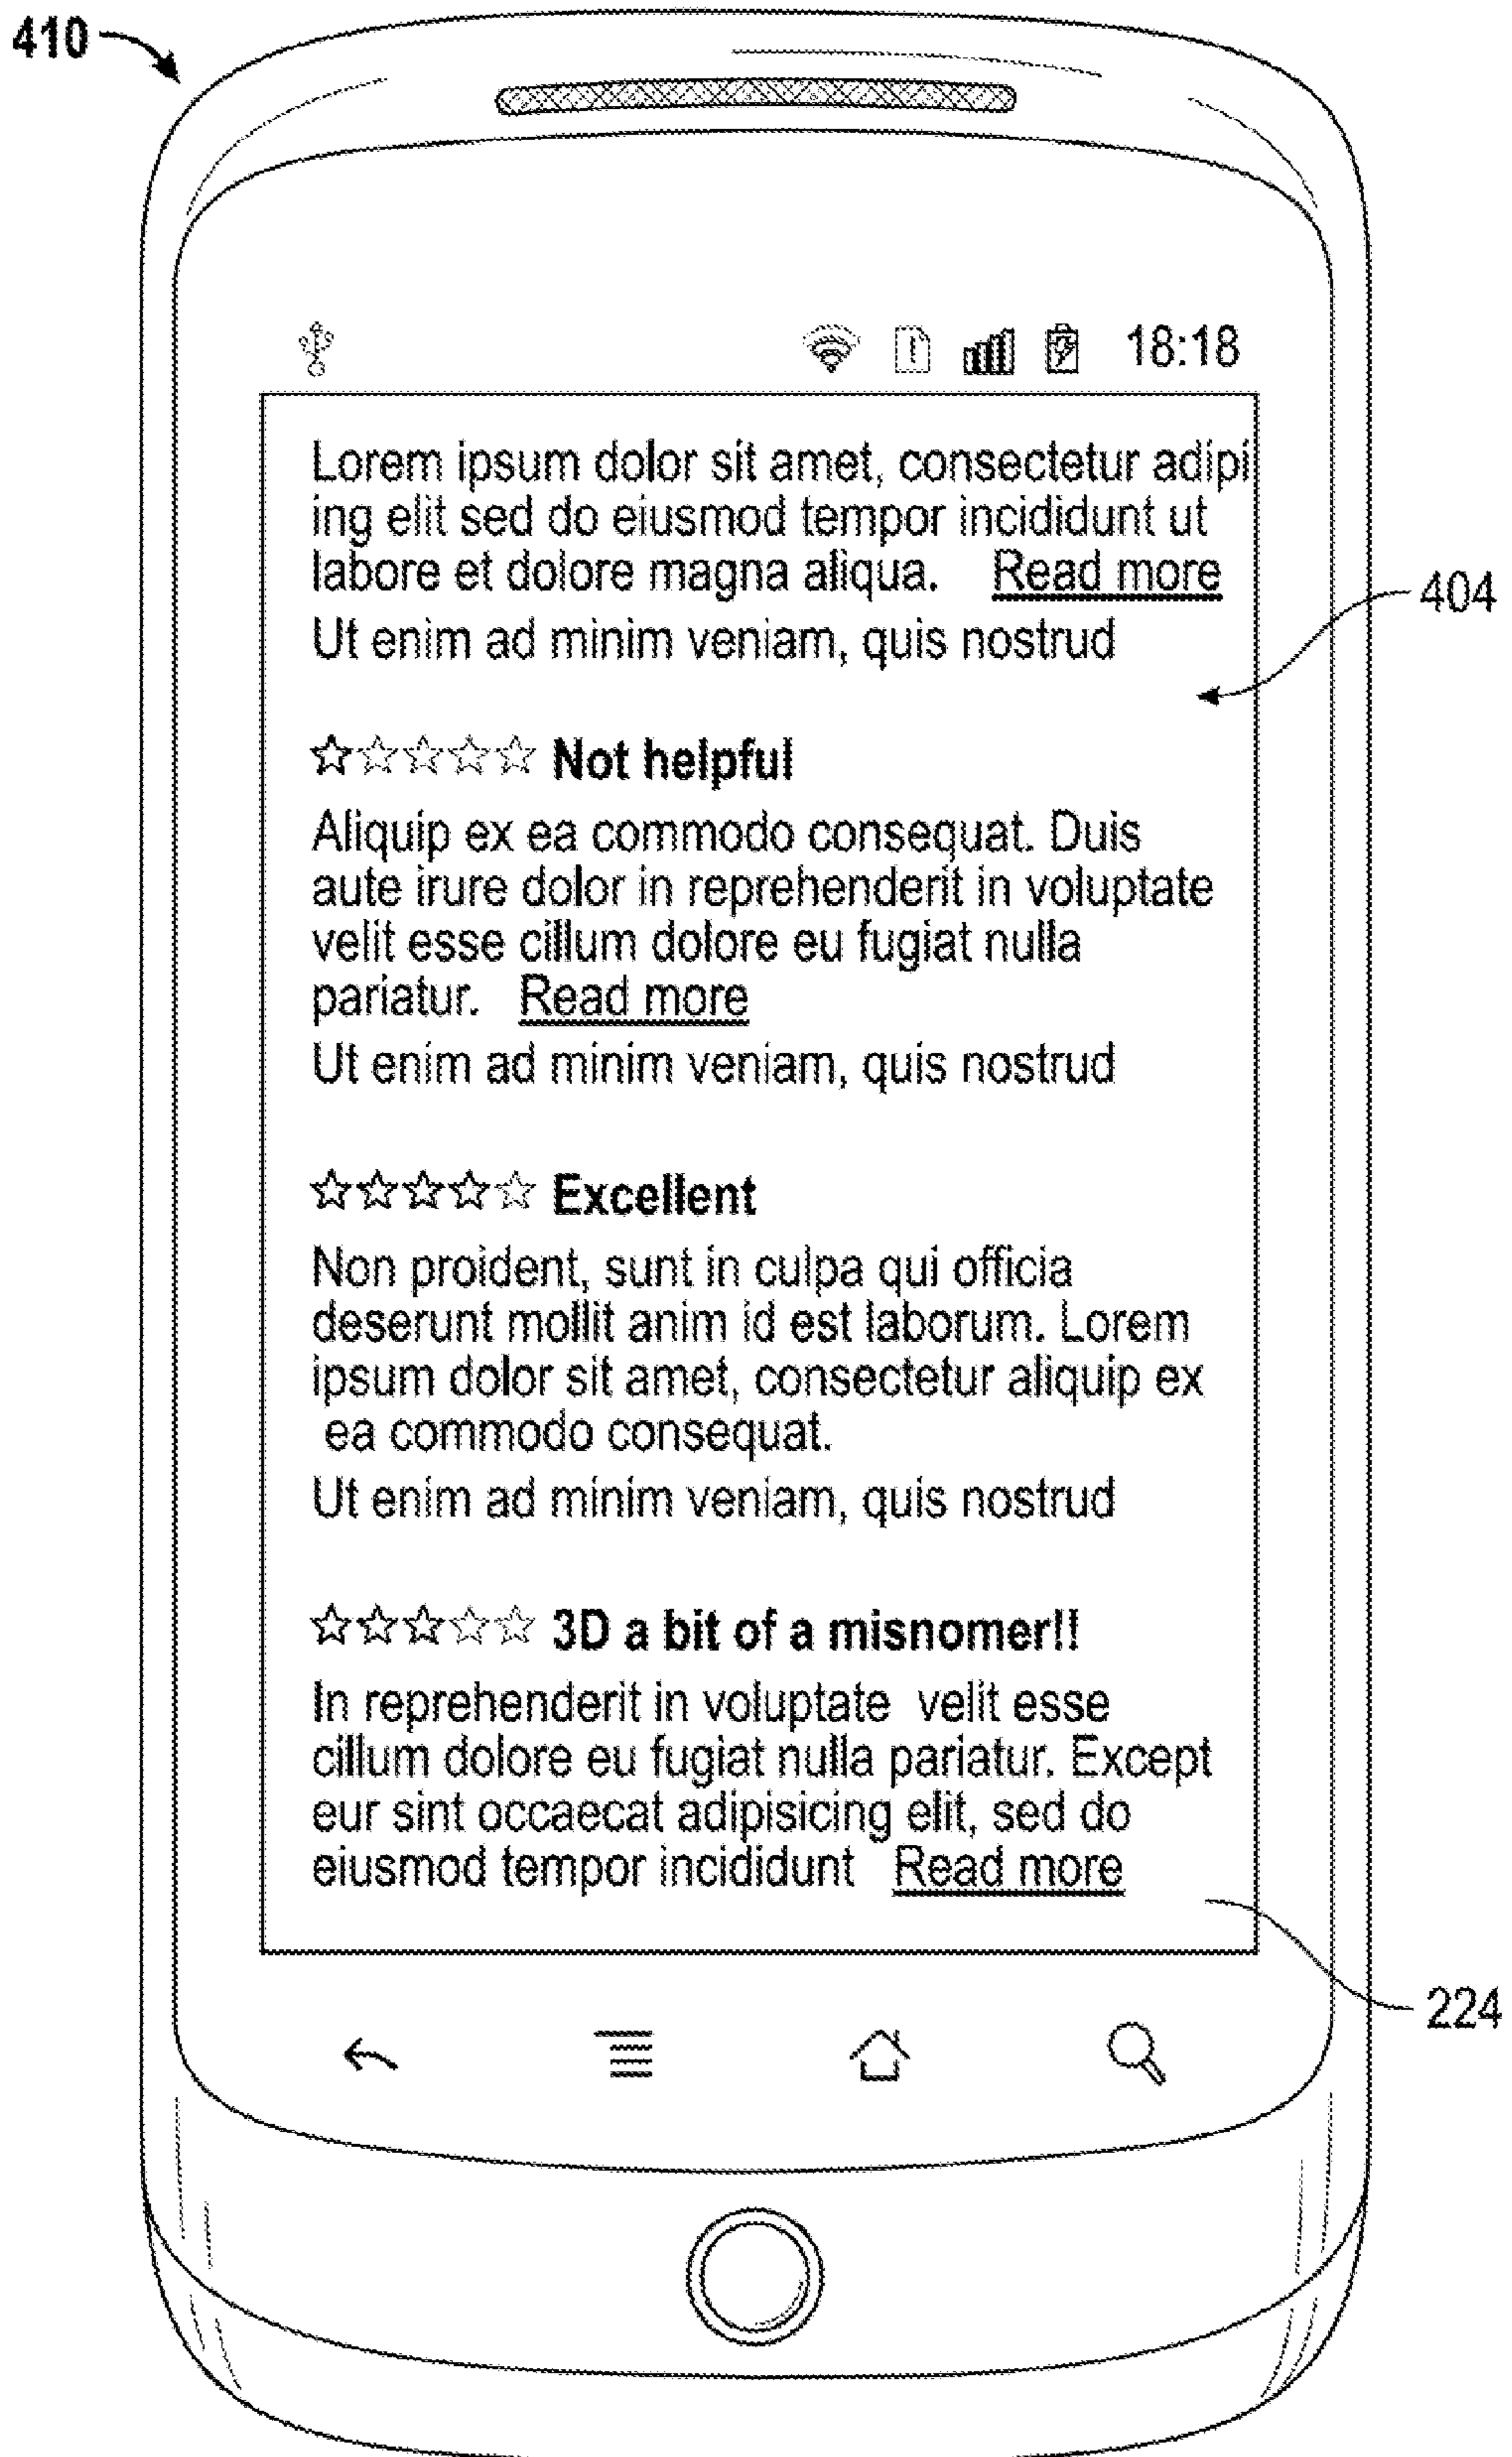 410
18:18
Lorem ipsum dolor sit amet, consectetur adipi
ing elit sed do eiusmod tempor incididunt ut
labore et dolore magna aliqua. Read more
404
Ut enim ad minim veniam, quis nostrud
Not helpful
Aliquip ex ea commodo consequat. Duis
aute irure dolor in reprehenderit in voluptate
velit esse cillum dolore eu fugiat nulla
pariatur. Read more
Ut enim ad minim veniam, quis nostrud
Excellent
Non proident, sunt in culpa qui officia
deserunt mollit anim id est laborum. Lorem
ipsum dolor sit amet, consectetur aliquip ex
ea commodo consequat.
Ut enim ad minim veniam, quis nostrud
3D a bit of a misnomer!!
In reprehenderit in voluptate velit esse
cillum dolore eu fugiat nulla pariatur. Except
eur sint occaecat adipisicing elit, sed do
eiusmod tempor incididunt Read more
224